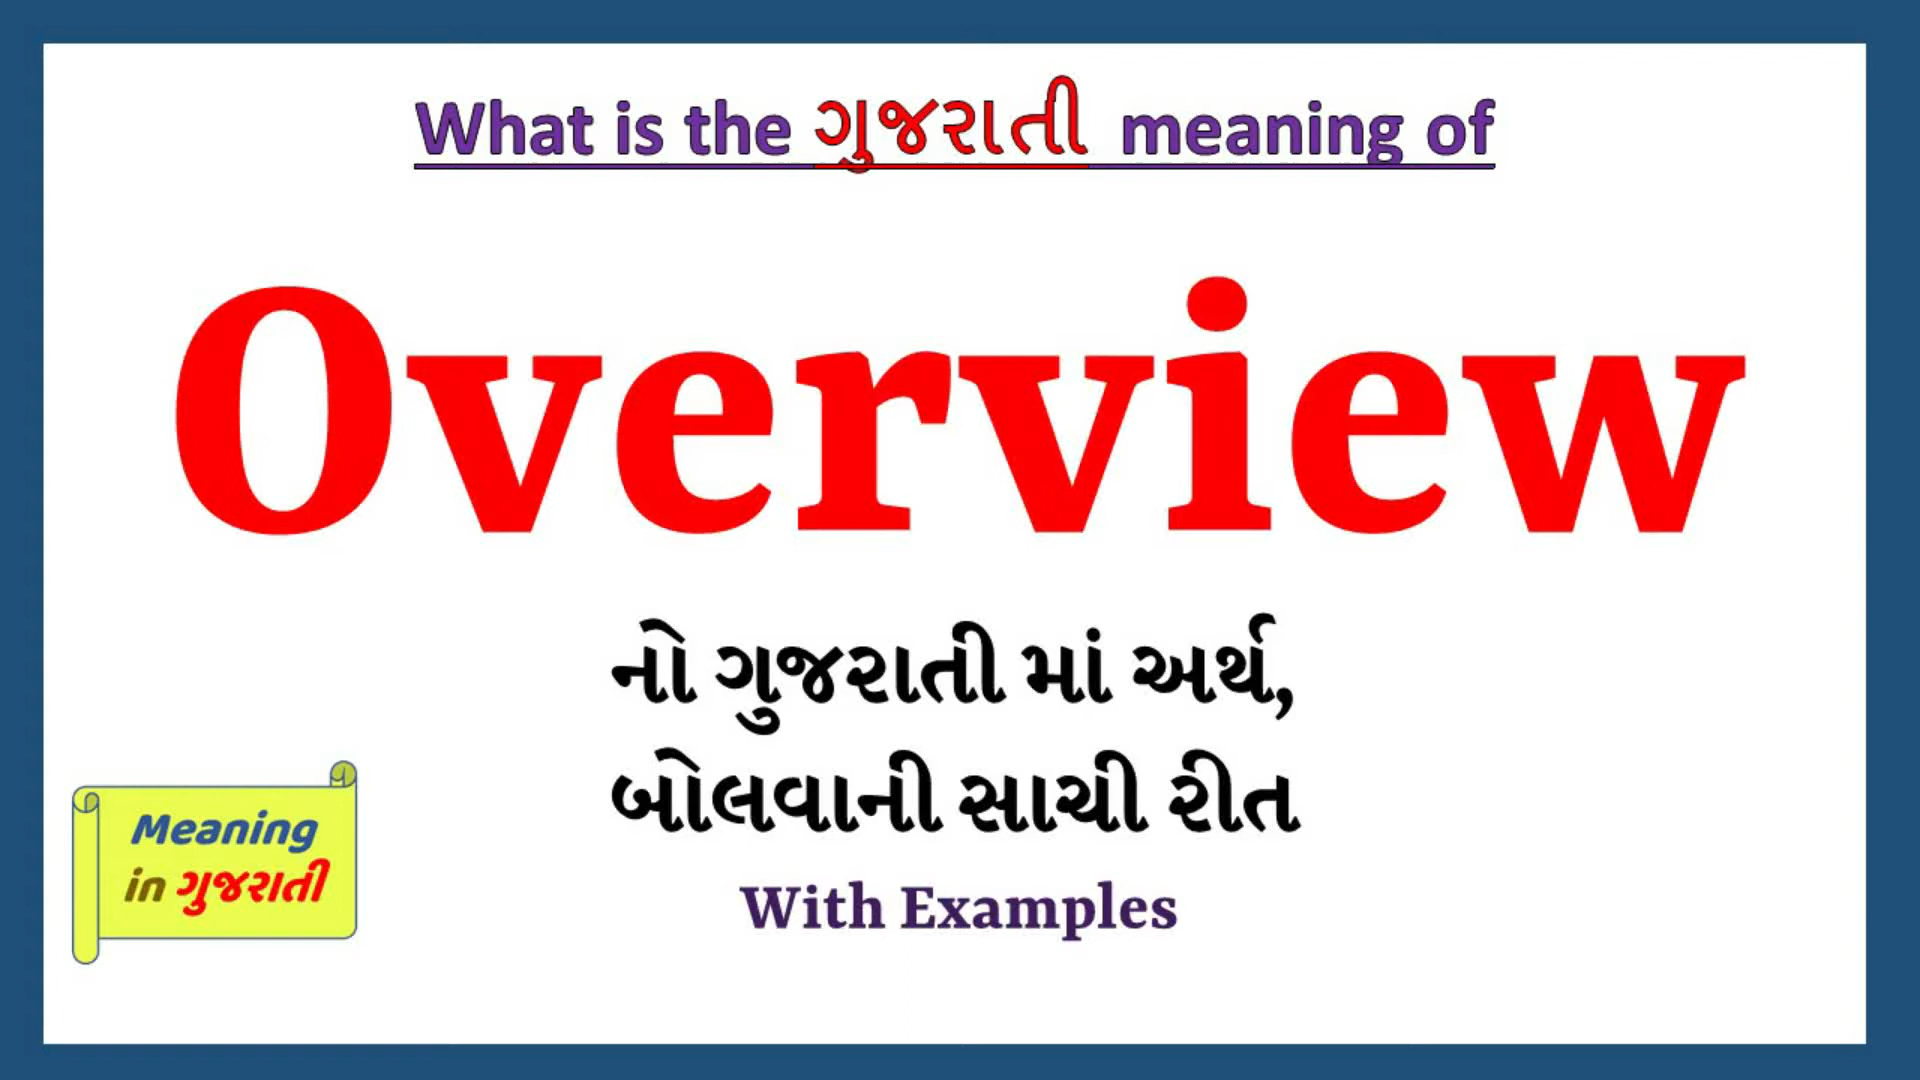 What is the ગુજરાતી meaning of
Overview
નો ગુજરાતી માં અર્થ,
બોલવાની સાચી રીત
With Examples
Meaning
in ગુજરાતી